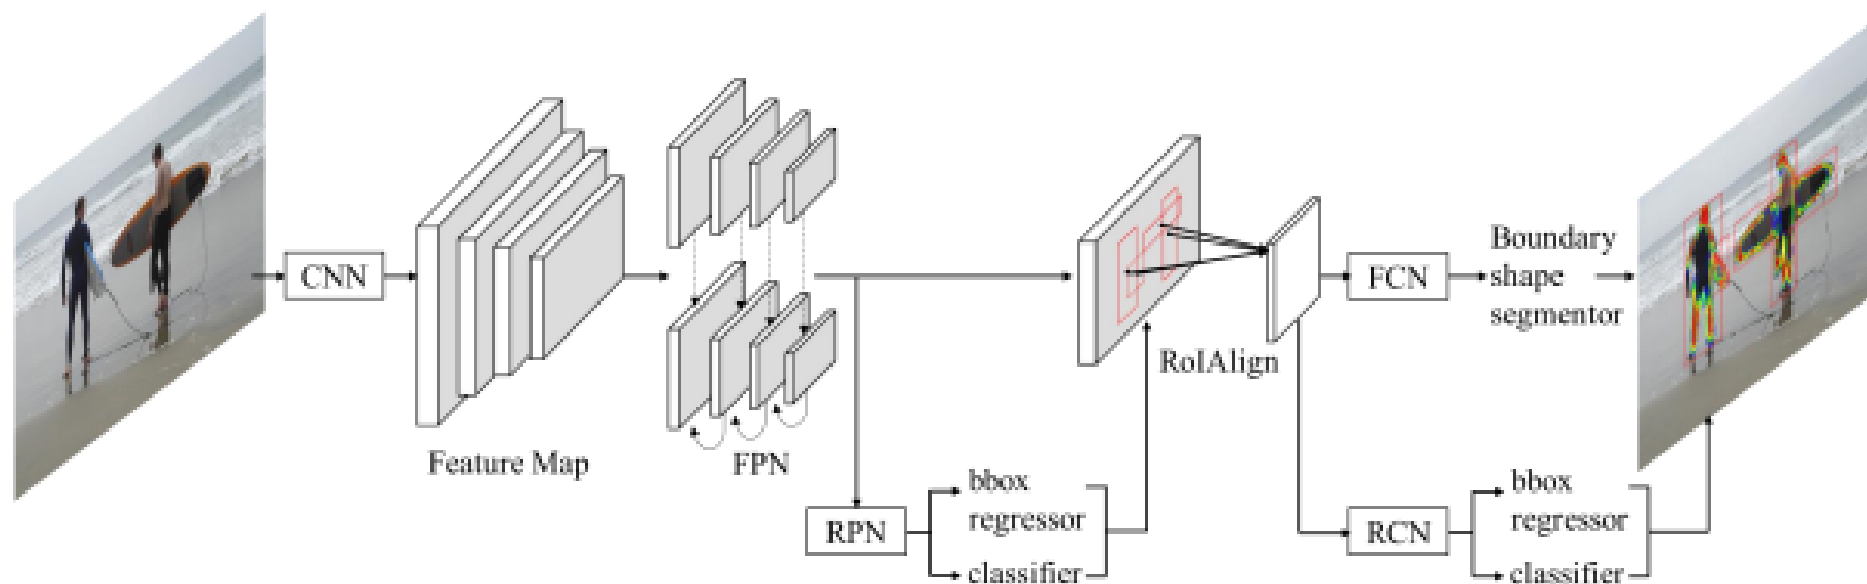 CNN
Feature Map
FPN
RPN
bbox
regressor
classifier
RoIAlign
FCN
Boundary
shape
segmentor
RCN
bbox
regressor
classifier